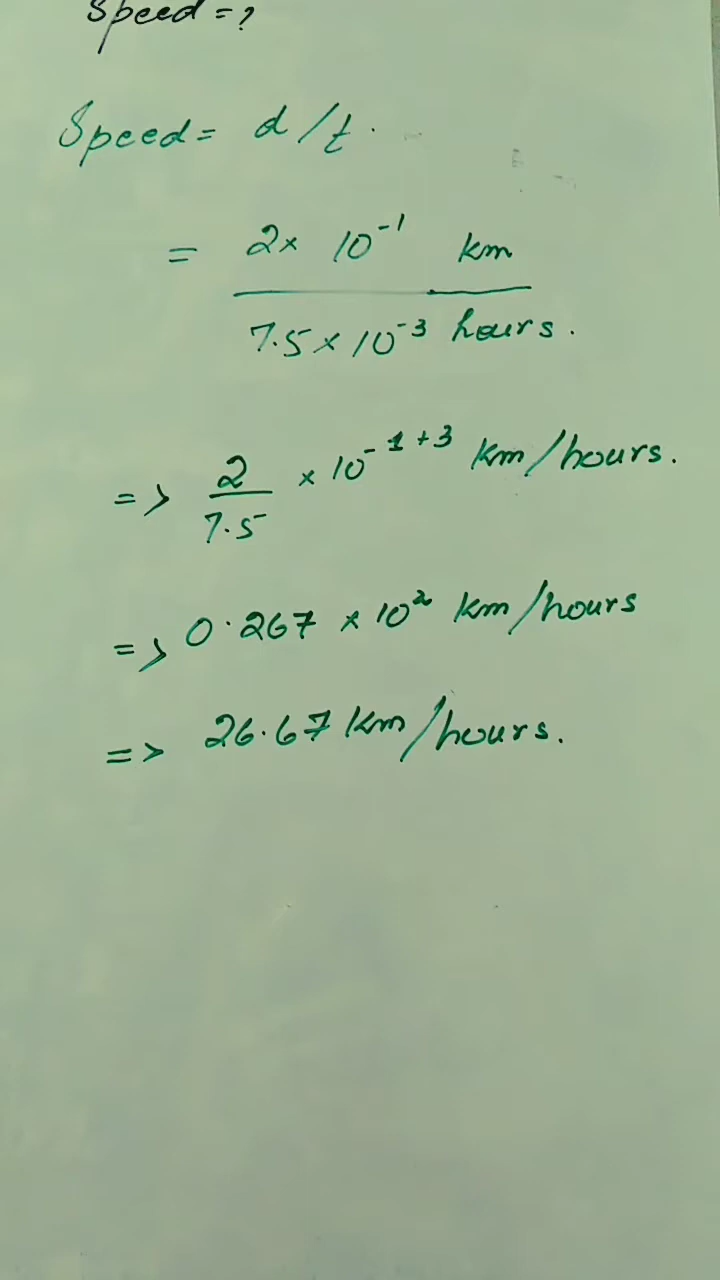 Speed = ?
Speed = d/t.
= 2 × 10⁻¹ km
7.5 × 10⁻³ hours.
=> 2/7.5 × 10⁻¹⁺³ km/hours.
=> 0.267 × 10² km/hours
=> 26.67 km/hours.